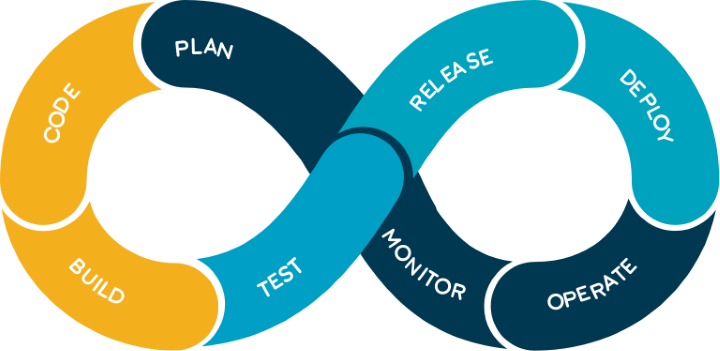 PLAN
CODE
BUILD
TEST
RELEASE
DEPLOY
OPERATE
MONITOR